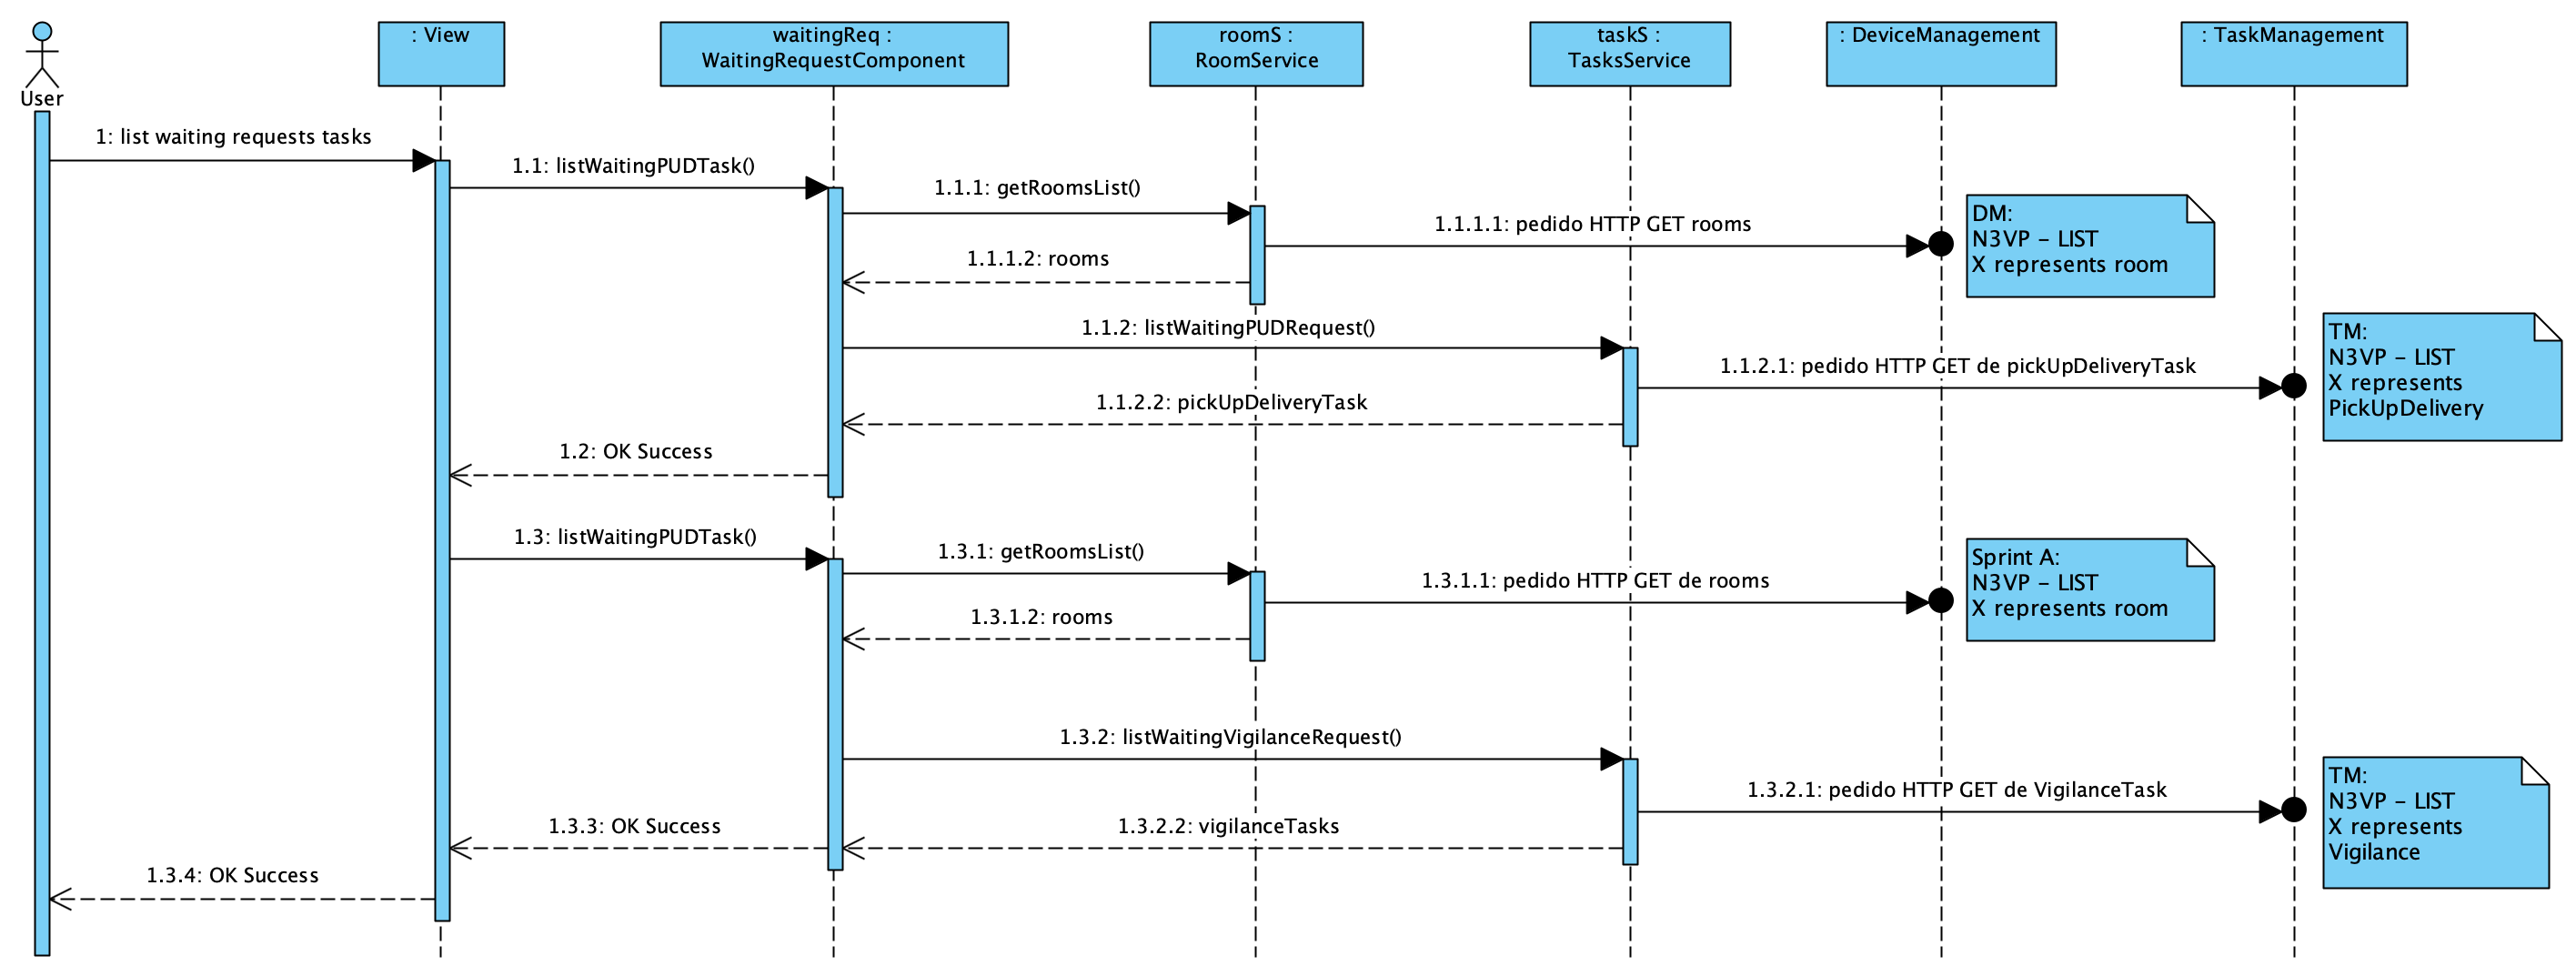 User
: View
waitingReq :
WaitingRequestComponent
roomS :
RoomService
taskS :
TasksService
: DeviceManagement
: TaskManagement
1: list waiting requests tasks
1.1: listWaitingPUDTask()
1.1.1: getRoomsList()
1.1.1.1: pedido HTTP GET rooms
DM:
N3VP - LIST
X represents room
1.1.1.2: rooms
1.1.2: listWaitingPUDRequest()
1.1.2.1: pedido HTTP GET de pickUpDeliveryTask
TM:
N3VP - LIST
X represents
PickUpDelivery
1.1.2.2: pickUpDeliveryTask
1.2: OK Success
1.3: listWaitingPUDTask()
1.3.1: getRoomsList()
1.3.1.1: pedido HTTP GET de rooms
Sprint A:
N3VP - LIST
X represents room
1.3.1.2: rooms
1.3.2: listWaitingVigilanceRequest()
1.3.2.1: pedido HTTP GET de VigilanceTask
TM:
N3VP - LIST
X represents
Vigilance
1.3.2.2: vigilanceTasks
1.3.3: OK Success
1.3.4: OK Success